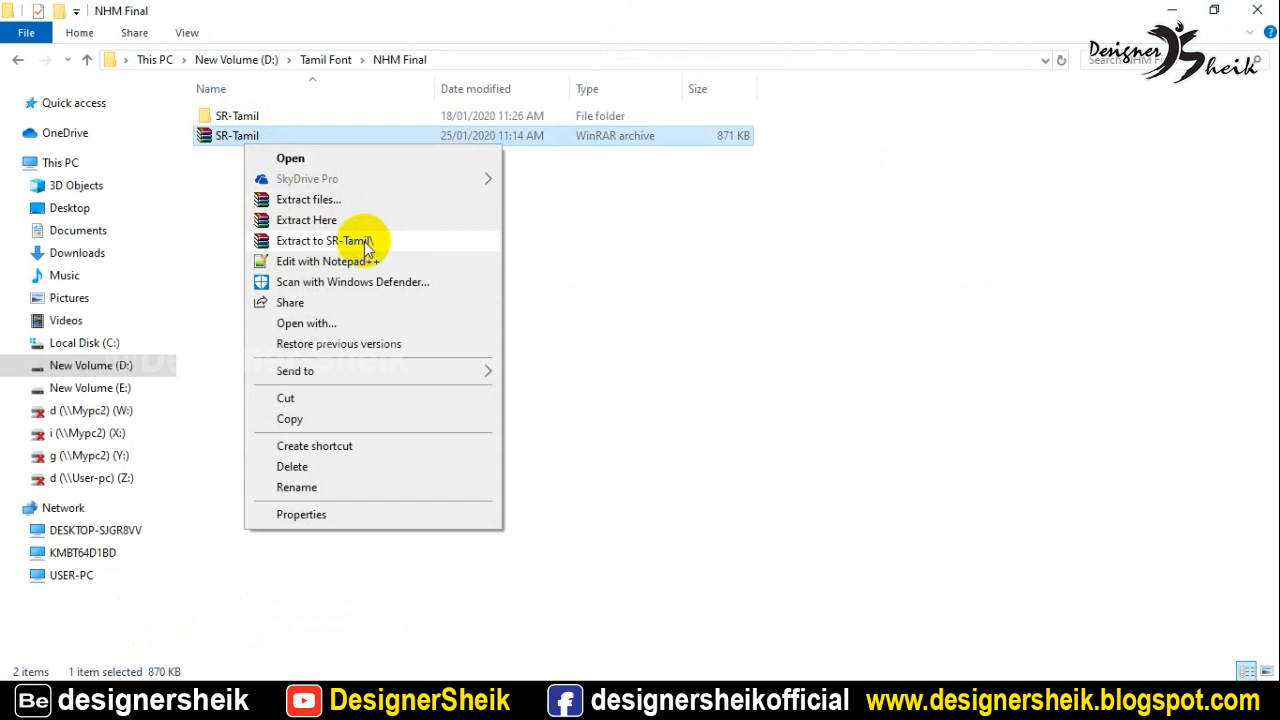 NHM Final
File Home Share View
This PC New Volume (D:) Tamil Font NHM Final
Designer Sheik
Name Date modified Type Size
SR-Tamil 18/01/2020 11:26 AM File folder
SR-Tamil 25/01/2020 11:14 AM WinRAR archive 871 KB
Quick access
OneDrive
This PC
3D Objects
Desktop
Documents
Downloads
Music
Pictures
Videos
Local Disk (C:)
New Volume (D:)
New Volume (E:)
d (\\Mypc2) (W:)
i (\\Mypc2) (X:)
g (\\Mypc2) (Y:)
d (\\User-pc) (Z:)
Network
DESKTOP-SJGR8VV
KMBT64D1BD
USER-PC
Open
SkyDrive Pro
Extract files...
Extract Here
Extract to SR-Tamil\
Edit with Notepad++
Scan with Windows Defender...
Share
Open with...
Restore previous versions
Send to
Cut
Copy
Create shortcut
Delete
Rename
Properties
2 items 1 item selected 870 KB
Be designersheik DesignerSheik f designersheikofficial www.designersheik.blogspot.com